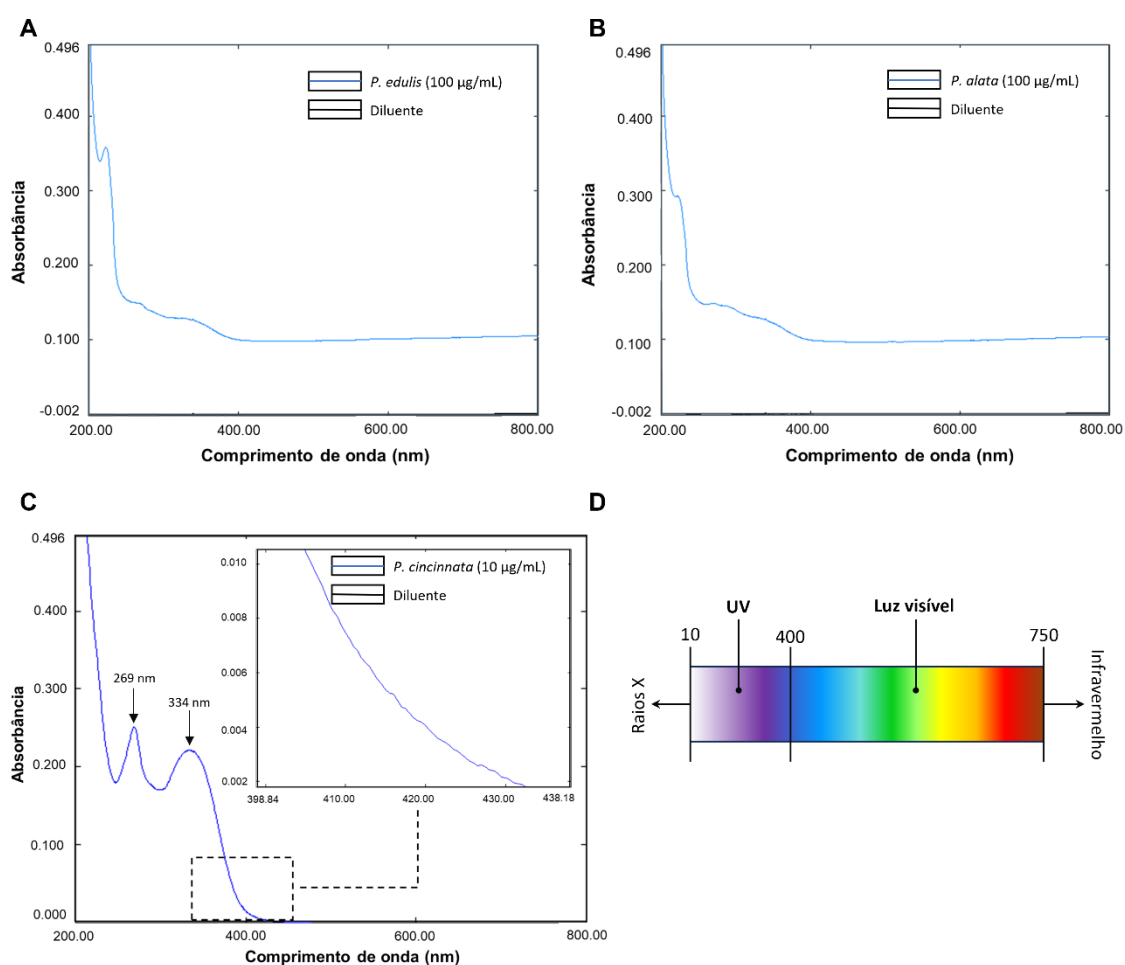 A
0.496
0.400
0.300
0.200
0.100
-0.002
200.00
400.00
600.00
800.00
Absorbância
Comprimento de onda (nm)
P. edulis (100 µg/mL)
Diluente
B
0.496
0.400
0.300
0.200
0.100
-0.002
200.00
400.00
600.00
800.00
Absorbância
Comprimento de onda (nm)
P. alata (100 µg/mL)
Diluente
C
0.496
0.400
0.300
0.200
0.100
0.000
200.00
400.00
600.00
800.00
Absorbância
Comprimento de onda (nm)
269 nm
334 nm
0.010
0.008
0.006
0.004
0.002
398.84
410.00
420.00
430.00
438.18
P. cincinnata (10 µg/mL)
Diluente
D
UV
Luz visível
10
400
750
Raios X
Infravermelho